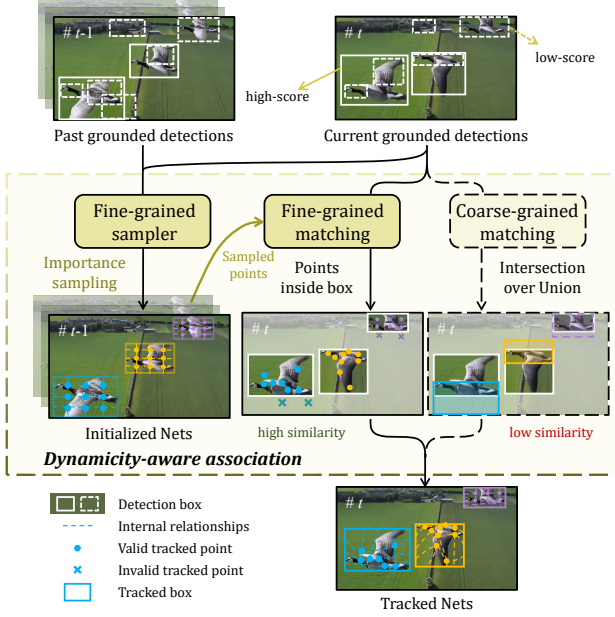 # t-1
# t
low-score
high-score
Past grounded detections
Current grounded detections
Fine-grained
sampler
Fine-grained
matching
Coarse-grained
matching
Importance
sampling
Sampled
points
Points
inside box
Intersection
over Union
# t-1
# t
# t
Initialized Nets
high similarity
low similarity
Dynamicity-aware association
Detection box
Internal relationships
Valid tracked point
Invalid tracked point
Tracked box
# t
Tracked Nets